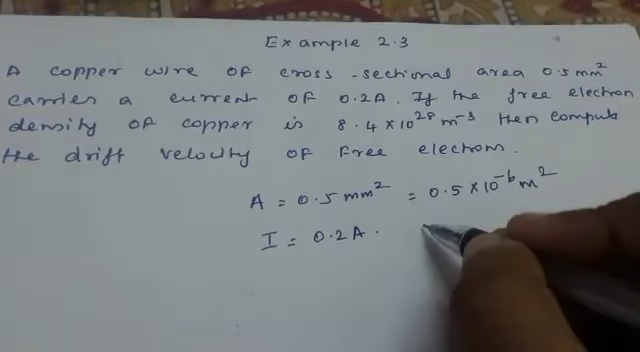 Example 2.3
A copper wire of cross-sectional area 0.5 mm²
carries a current of 0.2A. If the free electron
density of copper is 8.4 × 10²⁸ m⁻³ then compute
the drift velocity of free electrons.
A = 0.5 mm² = 0.5 × 10⁻⁶ m²
I = 0.2A.